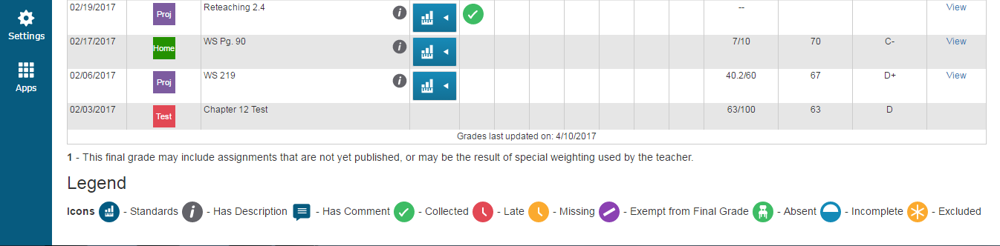 02/19/2017 Proj Reteaching 2.4 i -- View
Settings
02/17/2017 Home WS Pg. 90 i 7/10 70 C- View
02/06/2017 Proj WS 219 i 40.2/60 67 D+ View
Apps
02/03/2017 Test Chapter 12 Test 63/100 63 D
Grades last updated on: 4/10/2017
1 - This final grade may include assignments that are not yet published, or may be the result of special weighting used by the teacher.
Legend
Icons - Standards i - Has Description - Has Comment - Collected - Late - Missing - Exempt from Final Grade - Absent - Incomplete - Excluded